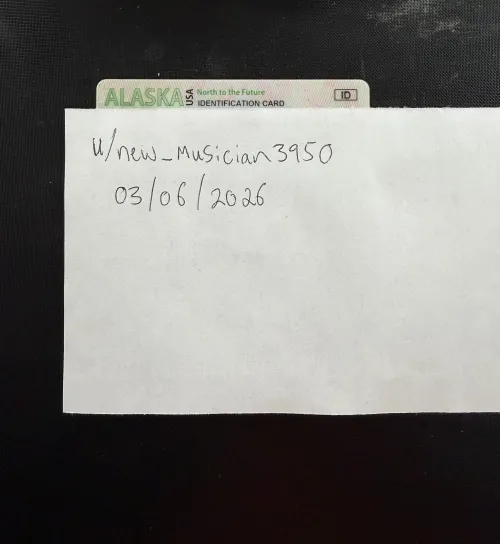 ALASKA USA North to the Future ID
IDENTIFICATION CARD
u/new_Musician3950
03/06/2026